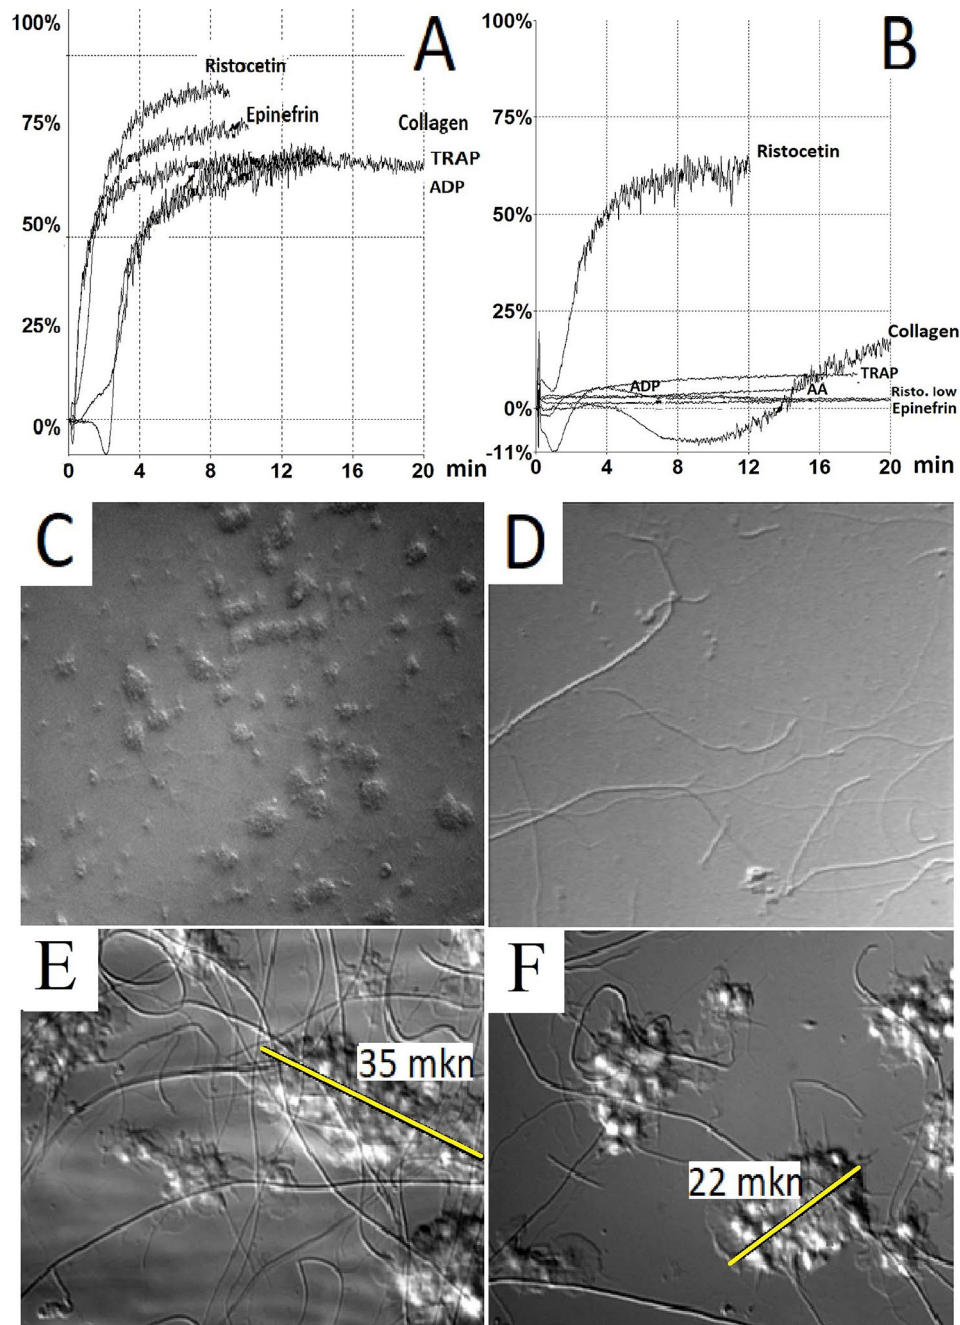 100%
75%
50%
25%
0%
0 4 8 12 16 20 min
A
Ristocetin
Epinefrin
Collagen
TRAP
ADP
100%
75%
50%
25%
0%
-11%
0 4 8 12 16 20 min
B
Ristocetin
Collagen
TRAP
ADP
AA
Risto. low
Epinefrin
C
D
E
35 mkn
F
22 mkn